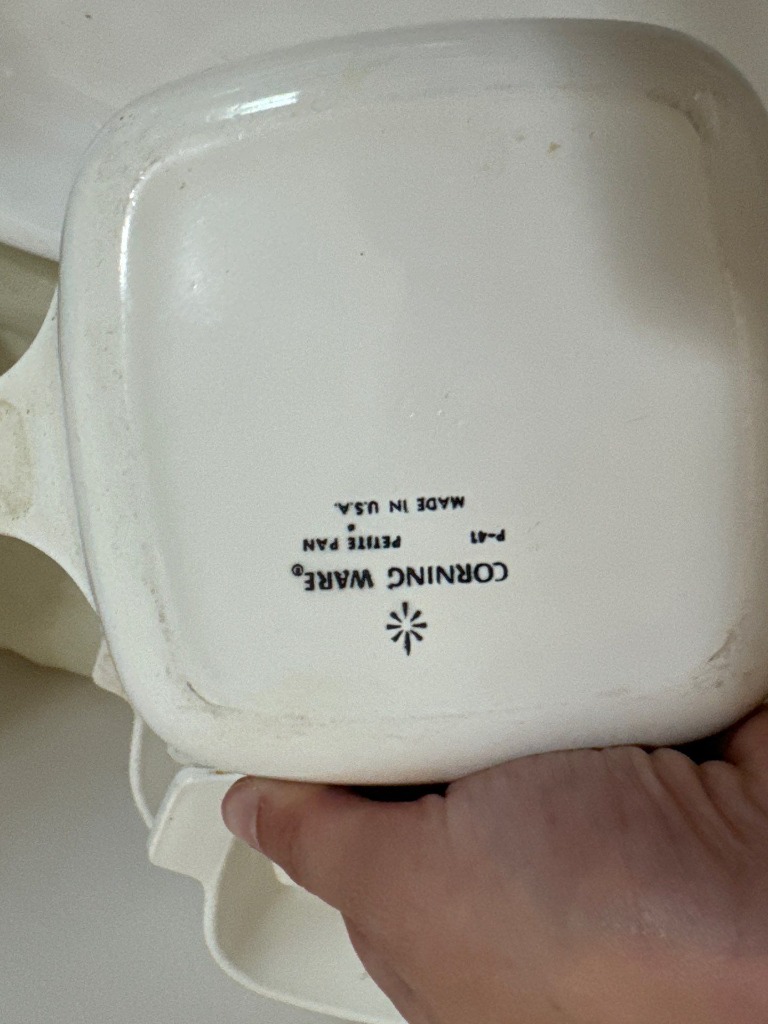 CORNING WARE®
P-41 PETITE PAN
MADE IN U.S.A.